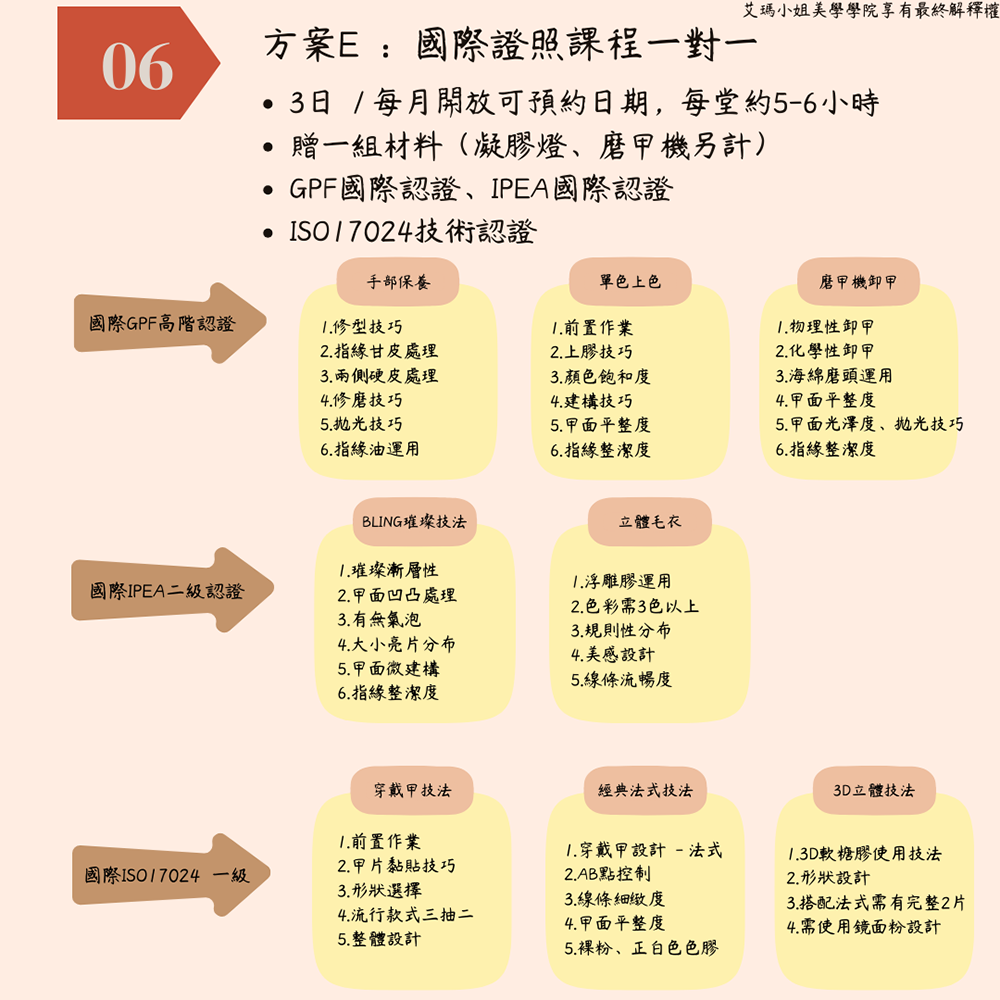 艾瑪小姐美學學院享有最終解釋權
06
方案E : 國際證照課程一對一
• 3日 / 每月開放可預約日期, 每堂約5-6小時
• 贈一組材料（凝膠燈、磨甲機另計）
• GPF國際認證、IPEA國際認證
• ISO17024技術認證
國際GPF高階認證
手部保養
1.修型技巧
2.指緣甘皮處理
3.兩側硬皮處理
4.修磨技巧
5.拋光技巧
6.指緣油運用
單色上色
1.前置作業
2.上膠技巧
3.顏色飽和度
4.建構技巧
5.甲面平整度
6.指緣整潔度
磨甲機卸甲
1.物理性卸甲
2.化學性卸甲
3.海綿磨頭運用
4.甲面平整度
5.甲面光澤度、拋光技巧
6.指緣整潔度
國際IPEA二級認證
BLING璀璨技法
1.璀璨漸層性
2.甲面凹凸處理
3.有無氣泡
4.大小亮片分布
5.甲面微建構
6.指緣整潔度
立體毛衣
1.浮雕膠運用
2.色彩需3色以上
3.規則性分布
4.美感設計
5.線條流暢度
國際ISO17024 一級
穿戴甲技法
1.前置作業
2.甲片黏貼技巧
3.形狀選擇
4.流行款式三抽二
5.整體設計
經典法式技法
1.穿戴甲設計 - 法式
2.AB點控制
3.線條細緻度
4.甲面平整度
5.裸粉、正白色色膠
3D立體技法
1.3D軟糖膠使用技法
2.形狀設計
3.搭配法式需有完整2片
4.需使用鏡面粉設計